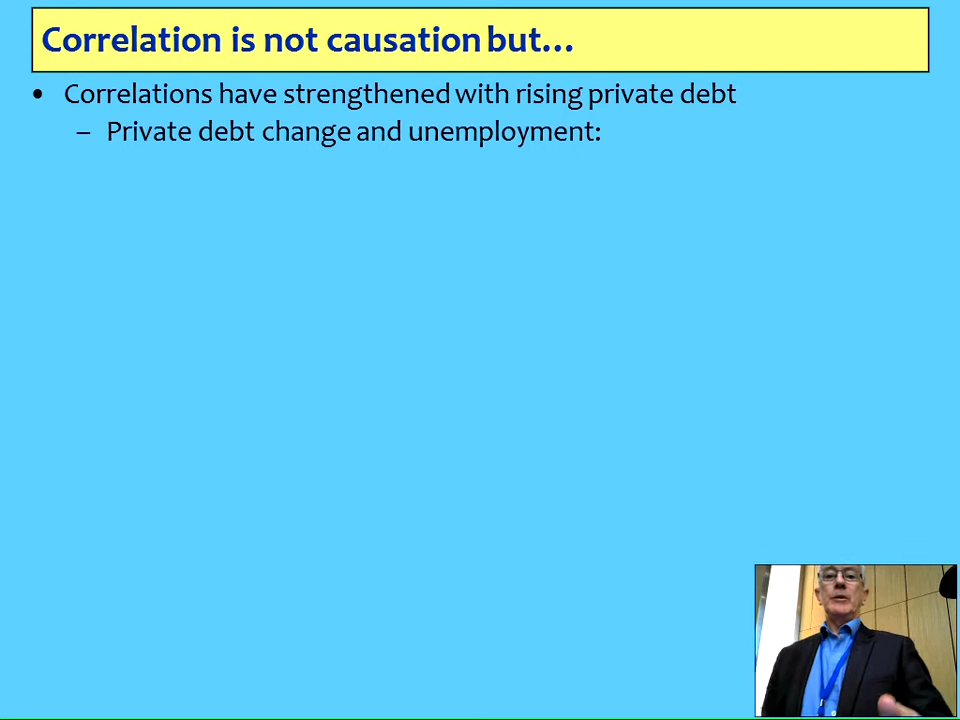 Correlation is not causation but…
• Correlations have strengthened with rising private debt
– Private debt change and unemployment: